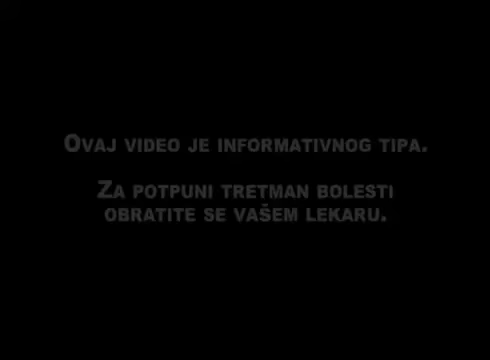 Ovaj video je informativnog tipa.
Za potpuni tretman bolesti
obratite se vašem lekaru.